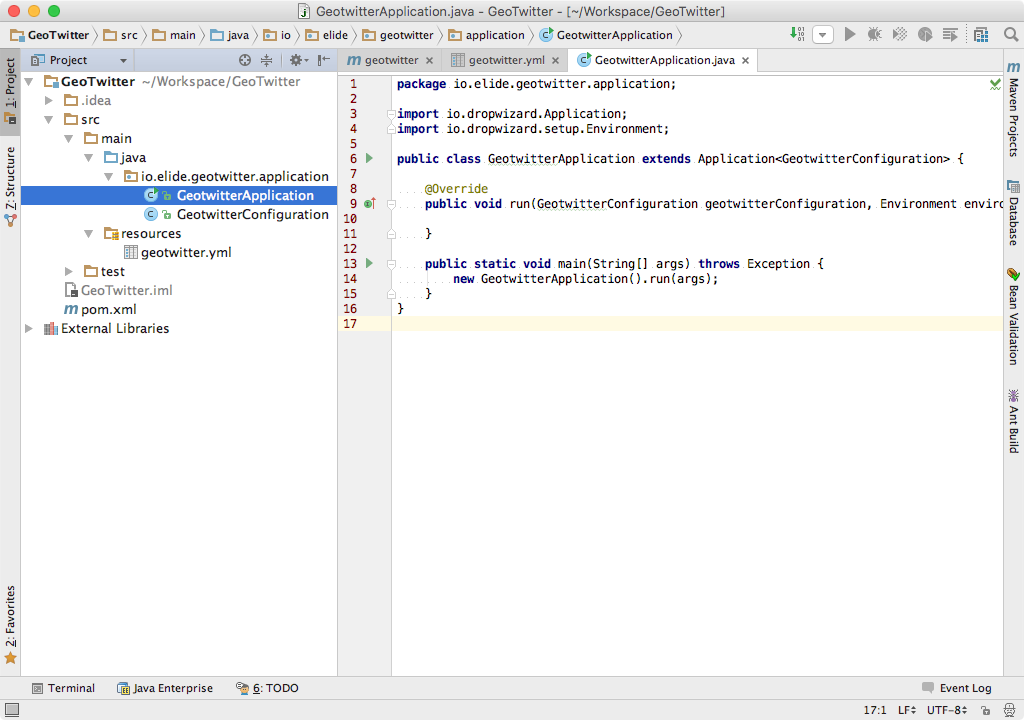 GeotwitterApplication.java - GeoTwitter - [~/Workspace/GeoTwitter]
GeoTwitter src main java io elide geotwitter application GeotwitterApplication
1: Project
Z: Structure
2: Favorites
Project
GeoTwitter ~/Workspace/GeoTwitter
.idea
src
main
java
io.elide.geotwitter.application
GeotwitterApplication
GeotwitterConfiguration
resources
geotwitter.yml
test
GeoTwitter.iml
pom.xml
External Libraries
geotwitter geotwitter.yml GeotwitterApplication.java
1 package io.elide.geotwitter.application;
2
3 import io.dropwizard.Application;
4 import io.dropwizard.setup.Environment;
5
6 public class GeotwitterApplication extends Application<GeotwitterConfiguration> {
7
8 @Override
9 public void run(GeotwitterConfiguration geotwitterConfiguration, Environment enviro
10
11 }
12
13 public static void main(String[] args) throws Exception {
14 new GeotwitterApplication().run(args);
15 }
16 }
17
Maven Projects
Database
Bean Validation
Ant Build
Terminal Java Enterprise 6: TODO Event Log
17:1 LF UTF-8